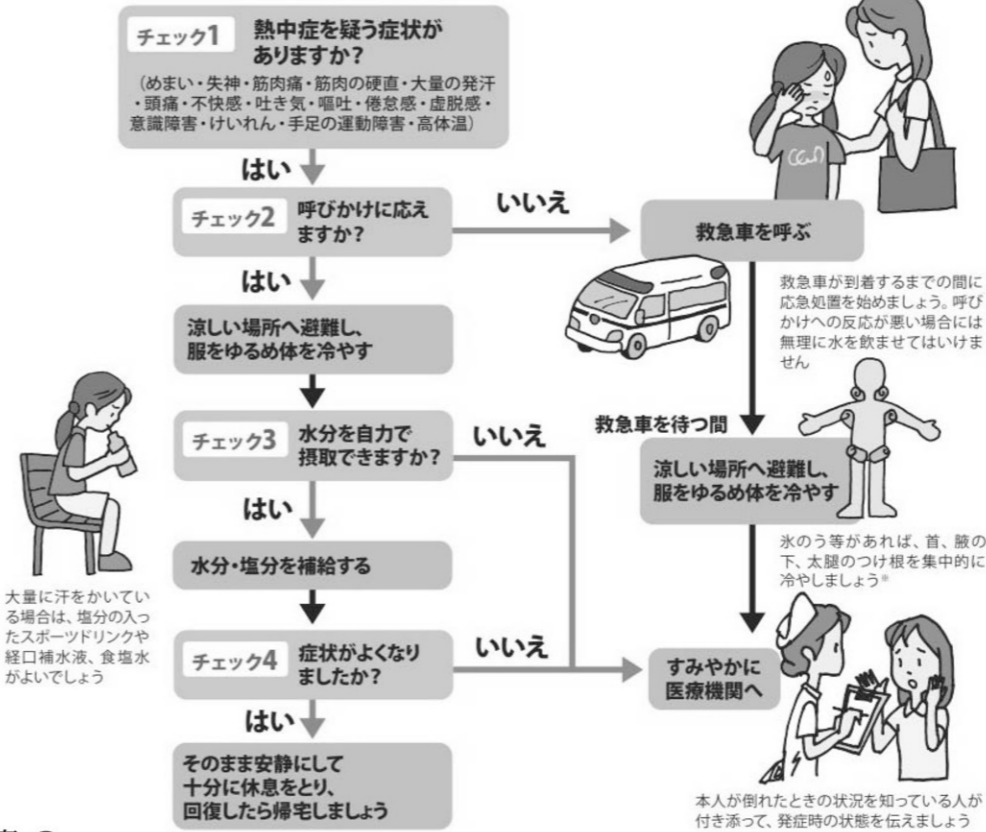 チェック1 熱中症を疑う症状が
ありますか？
（めまい・失神・筋肉痛・筋肉の硬直・大量の発汗
・頭痛・不快感・吐き気・嘔吐・倦怠感・虚脱感・
意識障害・けいれん・手足の運動障害・高体温）
はい
チェック2 呼びかけに応え
ますか？
いいえ
救急車を呼ぶ
救急車が到着するまでの間に
応急処置を始めましょう。呼び
かけへの反応が悪い場合には
無理に水を飲ませてはいけま
せん
はい
涼しい場所へ避難し、
服をゆるめ体を冷やす
チェック3 水分を自力で
摂取できますか？
いいえ
救急車を待つ間
涼しい場所へ避難し、
服をゆるめ体を冷やす
氷のう等があれば、首、腋の
下、太腿のつけ根を集中的に
冷やしましょう※
はい
水分・塩分を補給する
大量に汗をかいてい
る場合は、塩分の入っ
たスポーツドリンクや
経口補水液、食塩水
がよいでしょう
チェック4 症状がよくなり
ましたか？
いいえ
すみやかに
医療機関へ
本人が倒れたときの状況を知っている人が
付き添って、発症時の状態を伝えましょう
はい
そのまま安静にして
十分に休息をとり、
回復したら帰宅しましょう